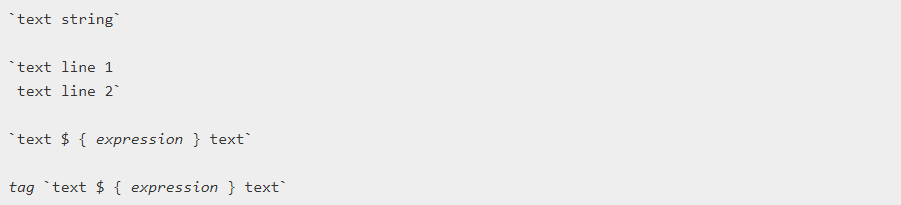 `text string`
`text line 1
 text line 2`
`text $ { expression } text`
tag `text $ { expression } text`